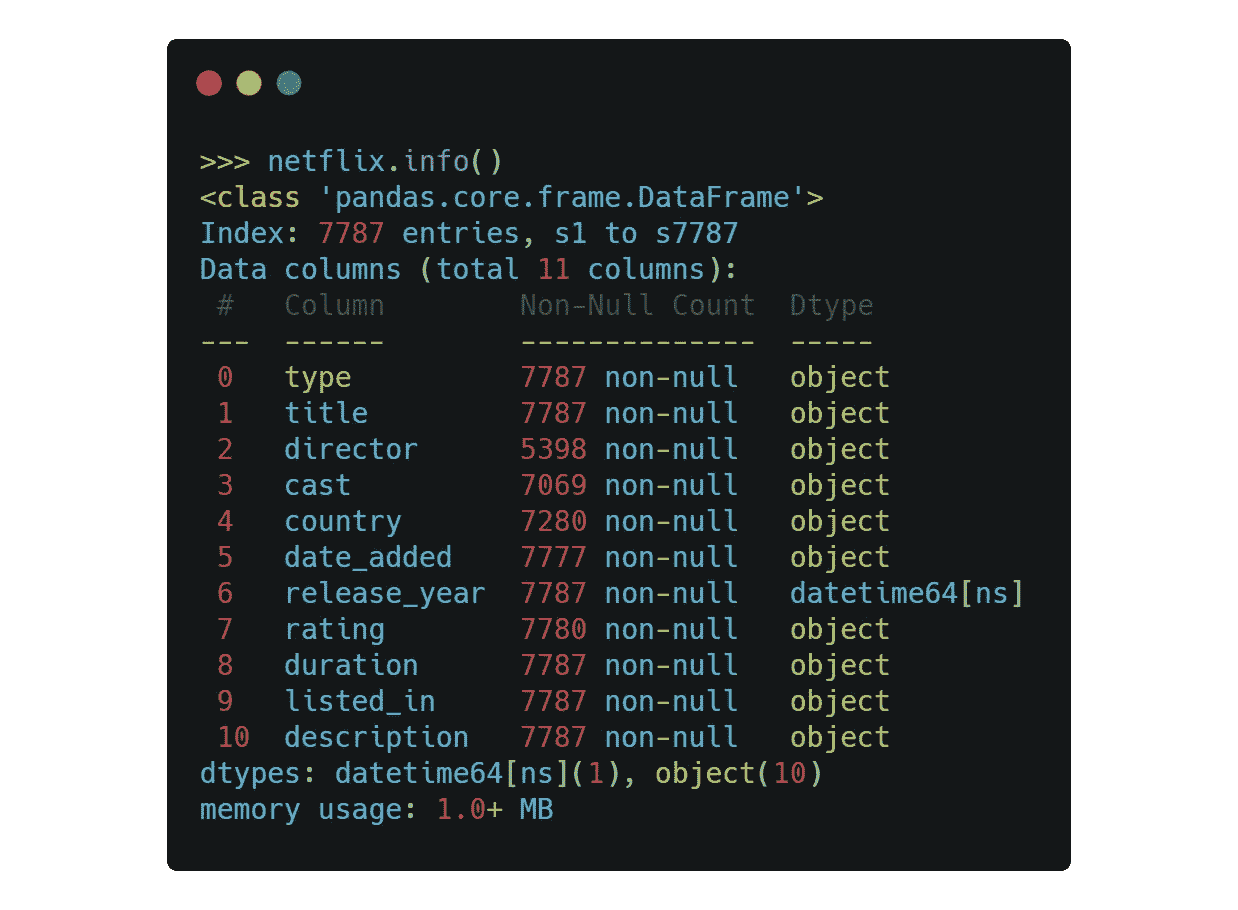 >>> netflix.info()
<class 'pandas.core.frame.DataFrame'>
Index: 7787 entries, s1 to s7787
Data columns (total 11 columns):
 #   Column        Non-Null Count  Dtype
---  ------        --------------  -----
 0   type          7787 non-null   object
 1   title         7787 non-null   object
 2   director      5398 non-null   object
 3   cast          7069 non-null   object
 4   country       7280 non-null   object
 5   date_added    7777 non-null   object
 6   release_year  7787 non-null   datetime64[ns]
 7   rating        7780 non-null   object
 8   duration      7787 non-null   object
 9   listed_in     7787 non-null   object
 10  description   7787 non-null   object
dtypes: datetime64[ns](1), object(10)
memory usage: 1.0+ MB